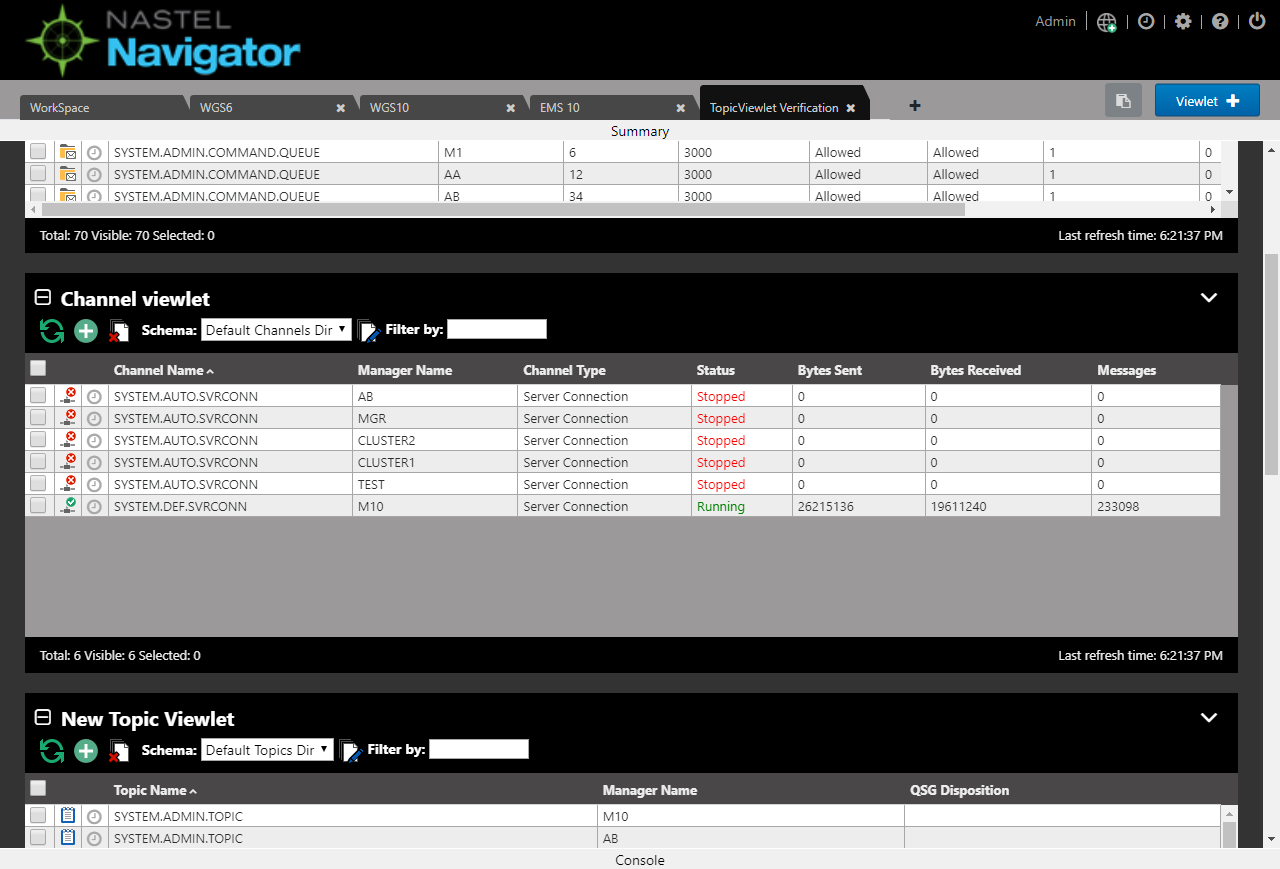 NASTEL
Navigator
Admin
WorkSpace WGS6 WGS10 EMS 10 TopicViewlet Verification Viewlet
Summary
SYSTEM.ADMIN.COMMAND.QUEUE M1 6 3000 Allowed Allowed 1 0
SYSTEM.ADMIN.COMMAND.QUEUE AA 12 3000 Allowed Allowed 1 0
SYSTEM.ADMIN.COMMAND.QUEUE AB 34 3000 Allowed Allowed 1 0
Total: 70 Visible: 70 Selected: 0 Last refresh time: 6:21:37 PM
Channel viewlet
Schema: Default Channels Dir Filter by:
Channel Name Manager Name Channel Type Status Bytes Sent Bytes Received Messages
SYSTEM.AUTO.SVRCONN AB Server Connection Stopped 0 0 0
SYSTEM.AUTO.SVRCONN MGR Server Connection Stopped 0 0 0
SYSTEM.AUTO.SVRCONN CLUSTER2 Server Connection Stopped 0 0 0
SYSTEM.AUTO.SVRCONN CLUSTER1 Server Connection Stopped 0 0 0
SYSTEM.AUTO.SVRCONN TEST Server Connection Stopped 0 0 0
SYSTEM.DEF.SVRCONN M10 Server Connection Running 26215136 19611240 233098
Total: 6 Visible: 6 Selected: 0 Last refresh time: 6:21:37 PM
New Topic Viewlet
Schema: Default Topics Dir Filter by:
Topic Name Manager Name QSG Disposition
SYSTEM.ADMIN.TOPIC M10
SYSTEM.ADMIN.TOPIC AB
Console